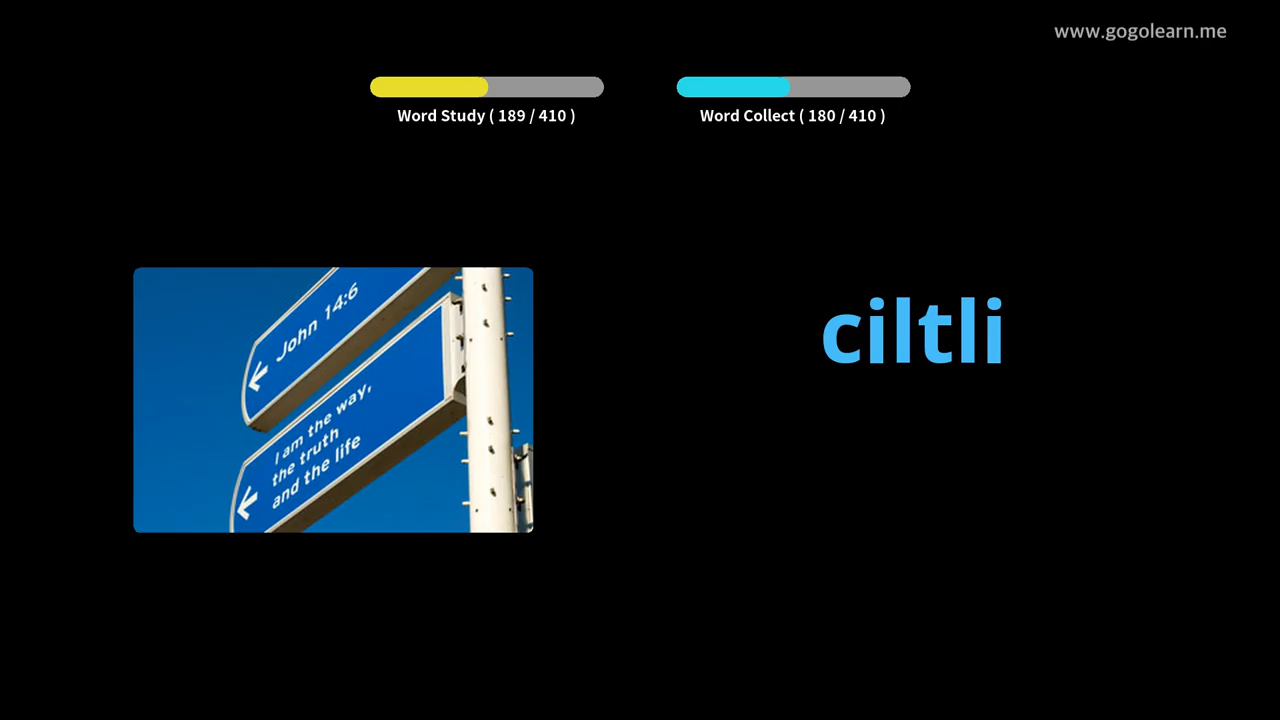 www.gogolearn.me
Word Study ( 189 / 410 )
Word Collect ( 180 / 410 )
John 14:6
I am the way,
the truth
and the life
ciltli